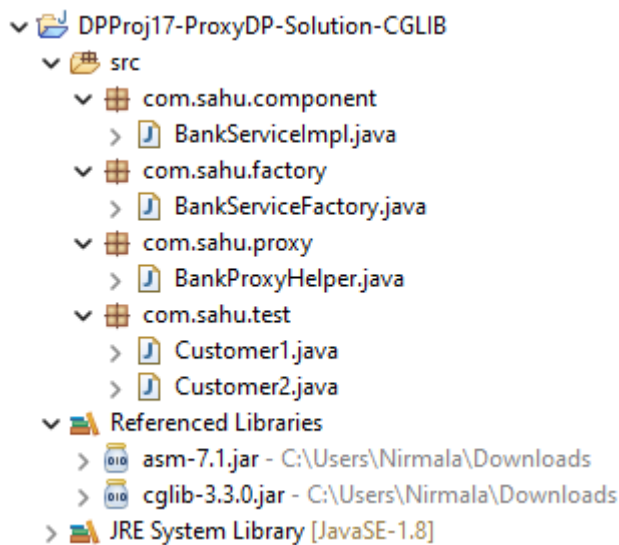 DPProj17-ProxyDP-Solution-CGLIB
src
com.sahu.component
BankServiceImpl.java
com.sahu.factory
BankServiceFactory.java
com.sahu.proxy
BankProxyHelper.java
com.sahu.test
Customer1.java
Customer2.java
Referenced Libraries
asm-7.1.jar - C:\Users\Nirmala\Downloads
cglib-3.3.0.jar - C:\Users\Nirmala\Downloads
JRE System Library [JavaSE-1.8]